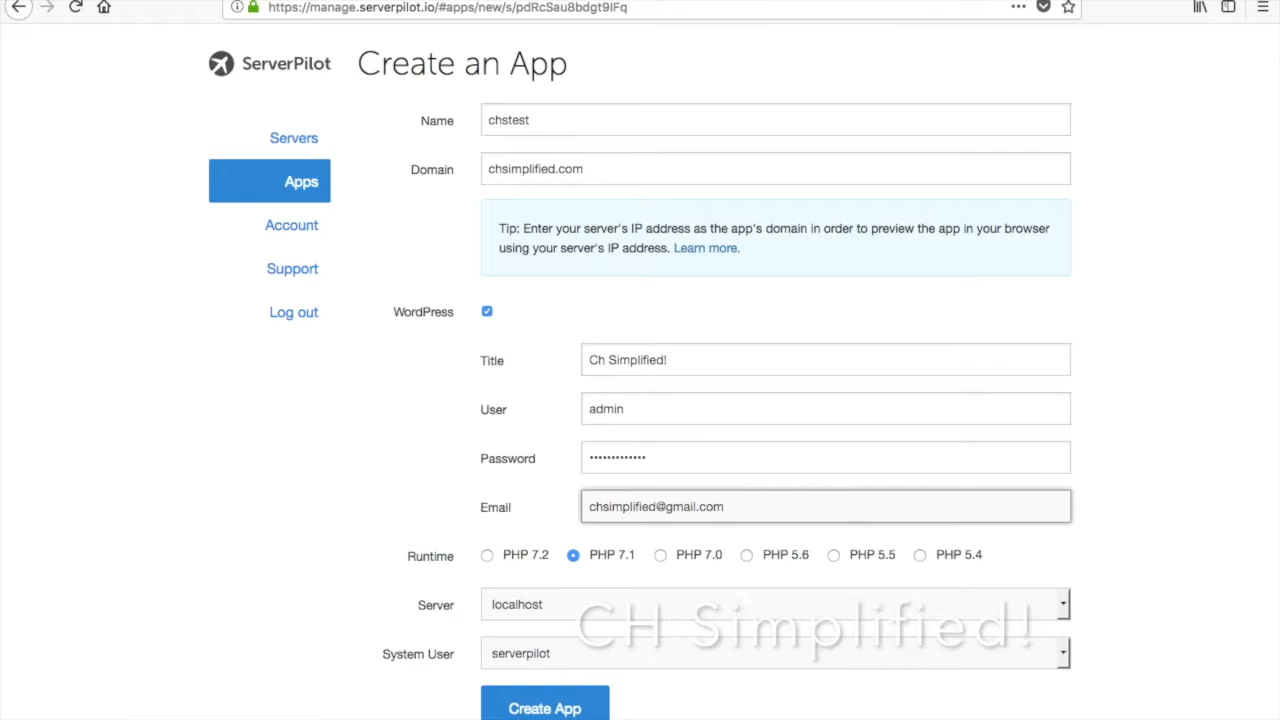 https://manage.serverpilot.io/#apps/new/s/pdRcSau8bdgt9IFq
ServerPilot
Create an App
Name
chstest
Servers
Apps
Account
Support
Log out
Domain
chsimplified.com
Tip: Enter your server's IP address as the app's domain in order to preview the app in your browser
using your server's IP address. Learn more.
WordPress
Title
Ch Simplified!
User
admin
Password
•••••••••••••
Email
chsimplified@gmail.com
Runtime
PHP 7.2
PHP 7.1
PHP 7.0
PHP 5.6
PHP 5.5
PHP 5.4
Server
localhost
CH Simplified!
System User
serverpilot
Create App